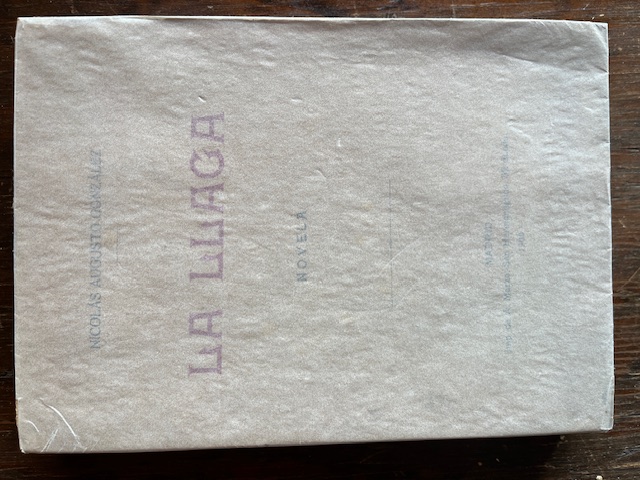 NICOLÁS AUGUSTO GONZÁLEZ
LA LLAGA
NOVELA
MADRID